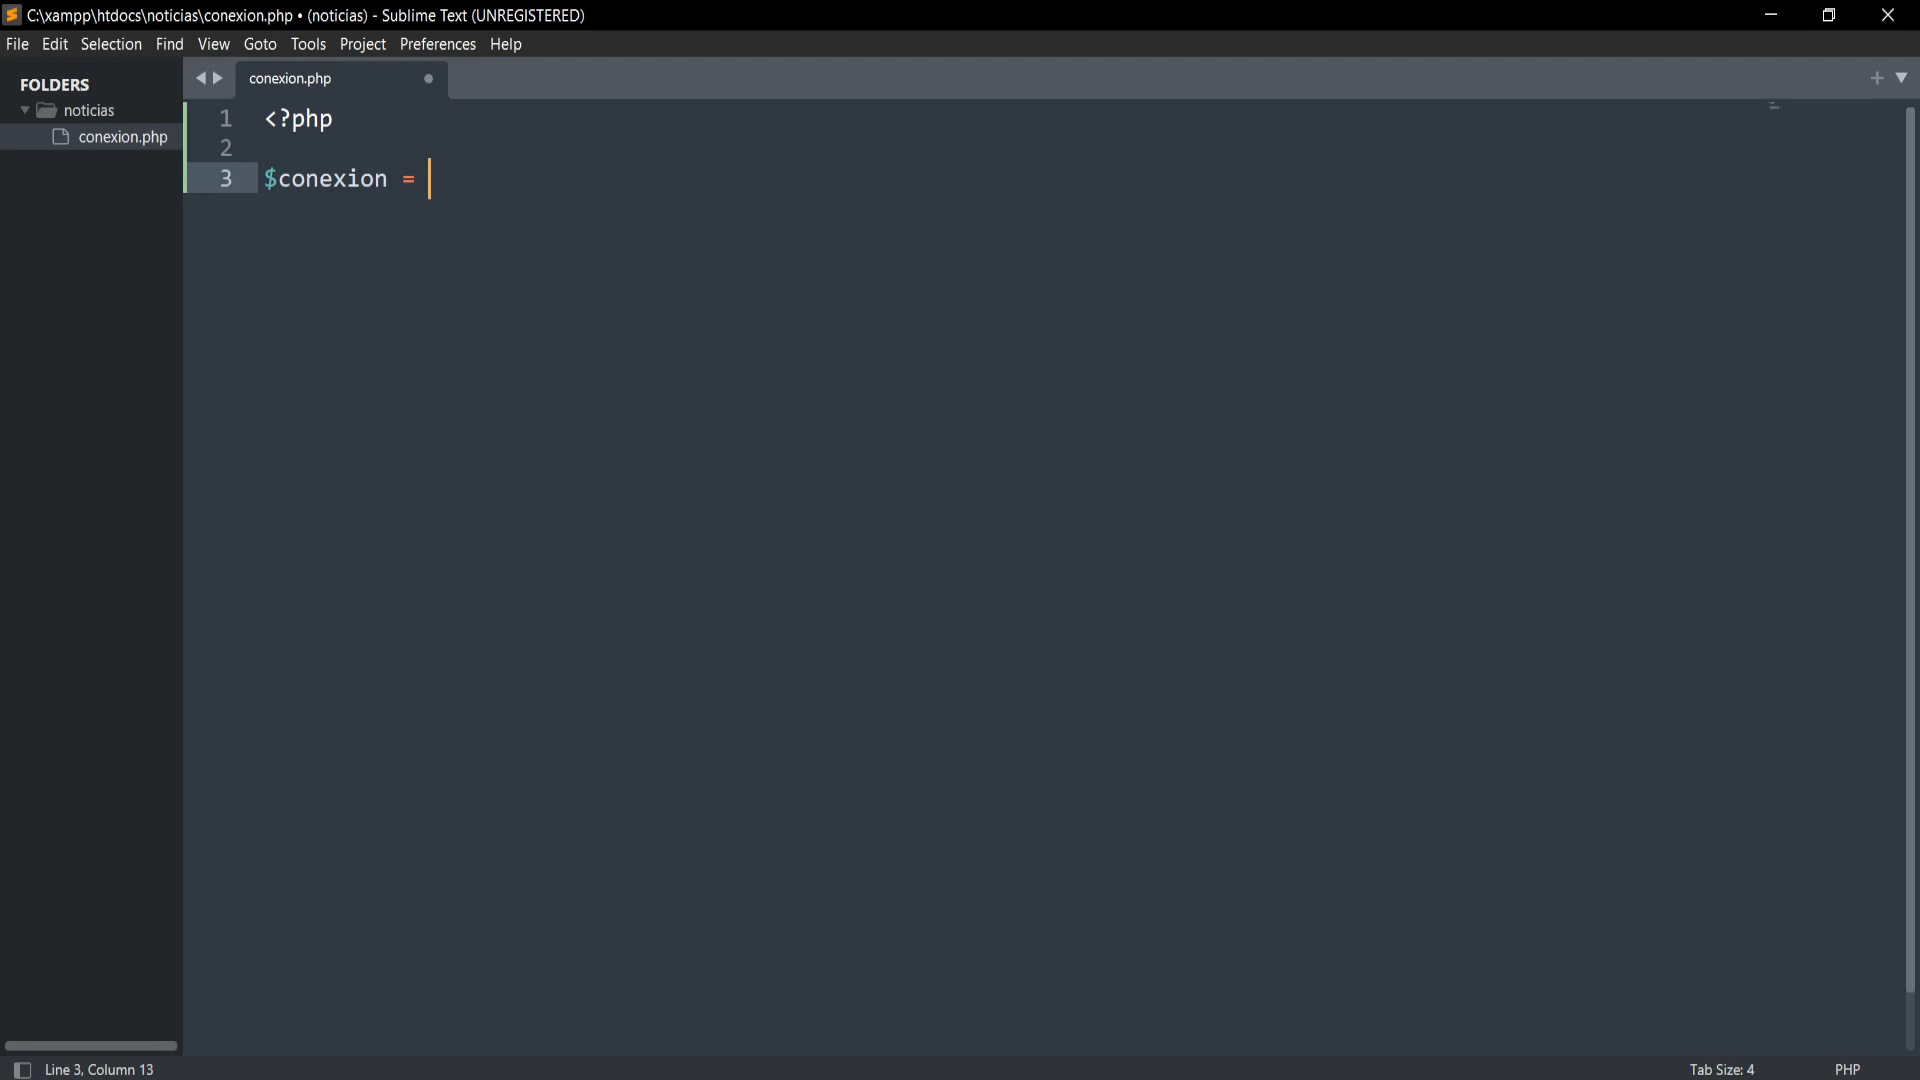 C:\xampp\htdocs\noticias\conexion.php • (noticias) - Sublime Text (UNREGISTERED)
File Edit Selection Find View Goto Tools Project Preferences Help
FOLDERS
noticias
conexion.php
conexion.php
1 <?php
2
3 $conexion =
Line 3, Column 13
Tab Size: 4
PHP